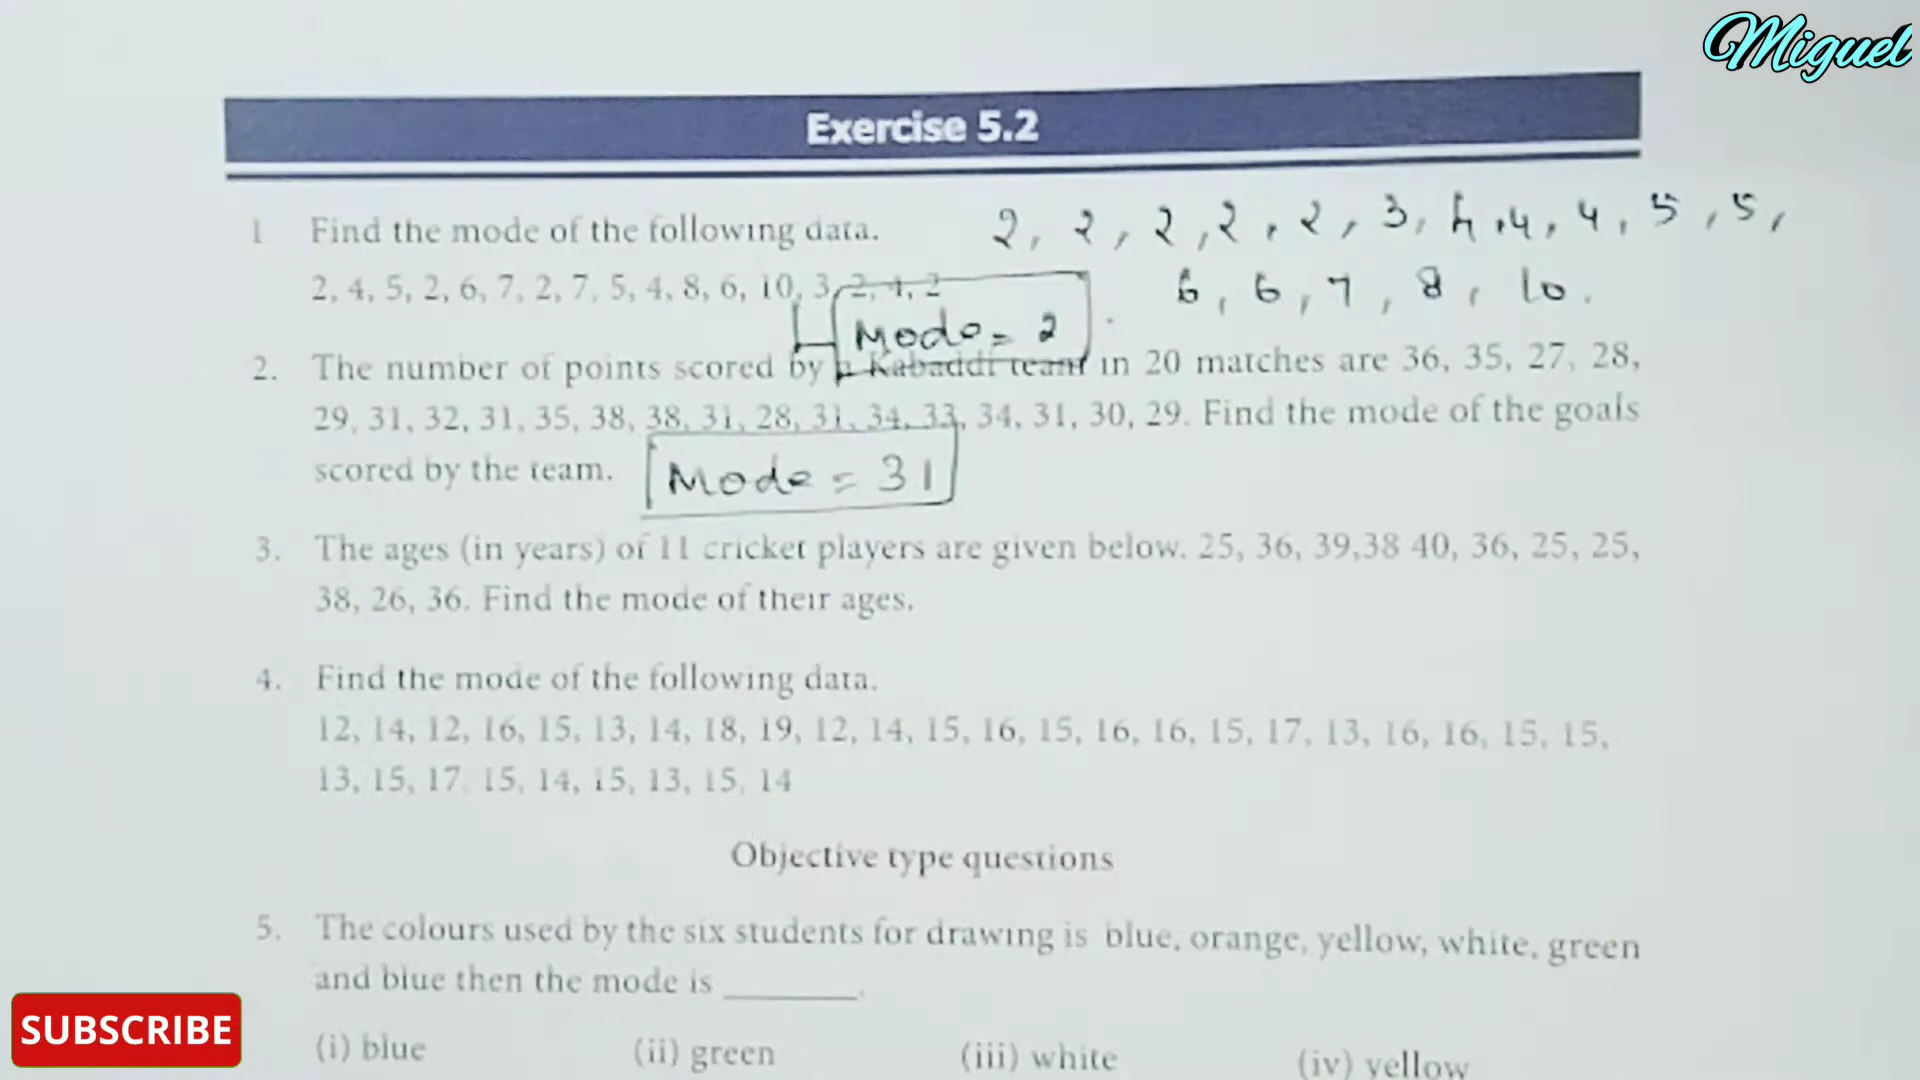 Miguel
Exercise 5.2
1. Find the mode of the following data.
2, 2, 2, 2, 2, 3, 4, 4, 4, 5, 5,
2, 4, 5, 2, 6, 7, 2, 7, 5, 4, 8, 6, 10, 3, 2, 4, 2
6, 6, 7, 8, 10.
Mode = 2
2. The number of points scored by a Kabaddi team in 20 matches are 36, 35, 27, 28,
29, 31, 32, 31, 35, 38, 38, 31, 28, 31, 34, 33, 34, 31, 30, 29. Find the mode of the goals
scored by the team.
Mode = 31
3. The ages (in years) of 11 cricket players are given below. 25, 36, 39,38 40, 36, 25, 25,
38, 26, 36. Find the mode of their ages.
4. Find the mode of the following data.
12, 14, 12, 16, 15, 13, 14, 18, 19, 12, 14, 15, 16, 15, 16, 16, 15, 17, 13, 16, 16, 15, 15,
13, 15, 17, 15, 14, 15, 13, 15, 14
Objective type questions
5. The colours used by the six students for drawing is blue, orange, yellow, white, green
and blue then the mode is ________.
(i) blue (ii) green (iii) white (iv) yellow
SUBSCRIBE